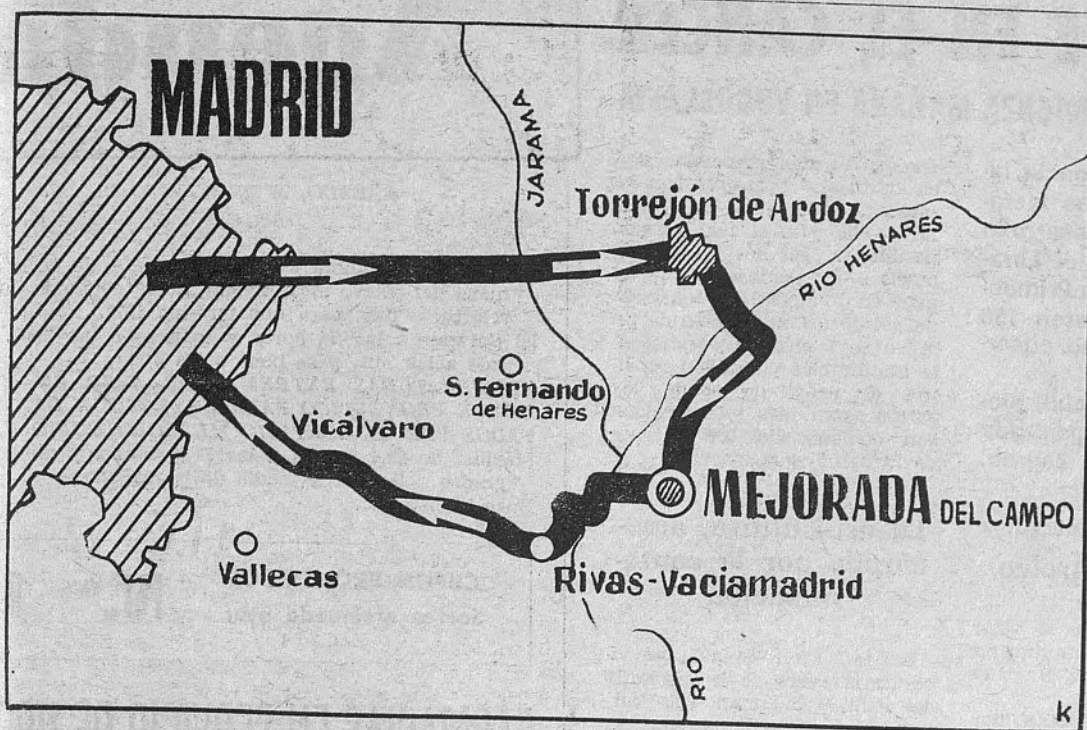 MADRID
JARAMA
Torrejón de Ardoz
RIO HENARES
S. Fernando
de Henares
Vicálvaro
MEJORADA DEL CAMPO
Vallecas
Rivas-Vaciamadrid
RIO
k